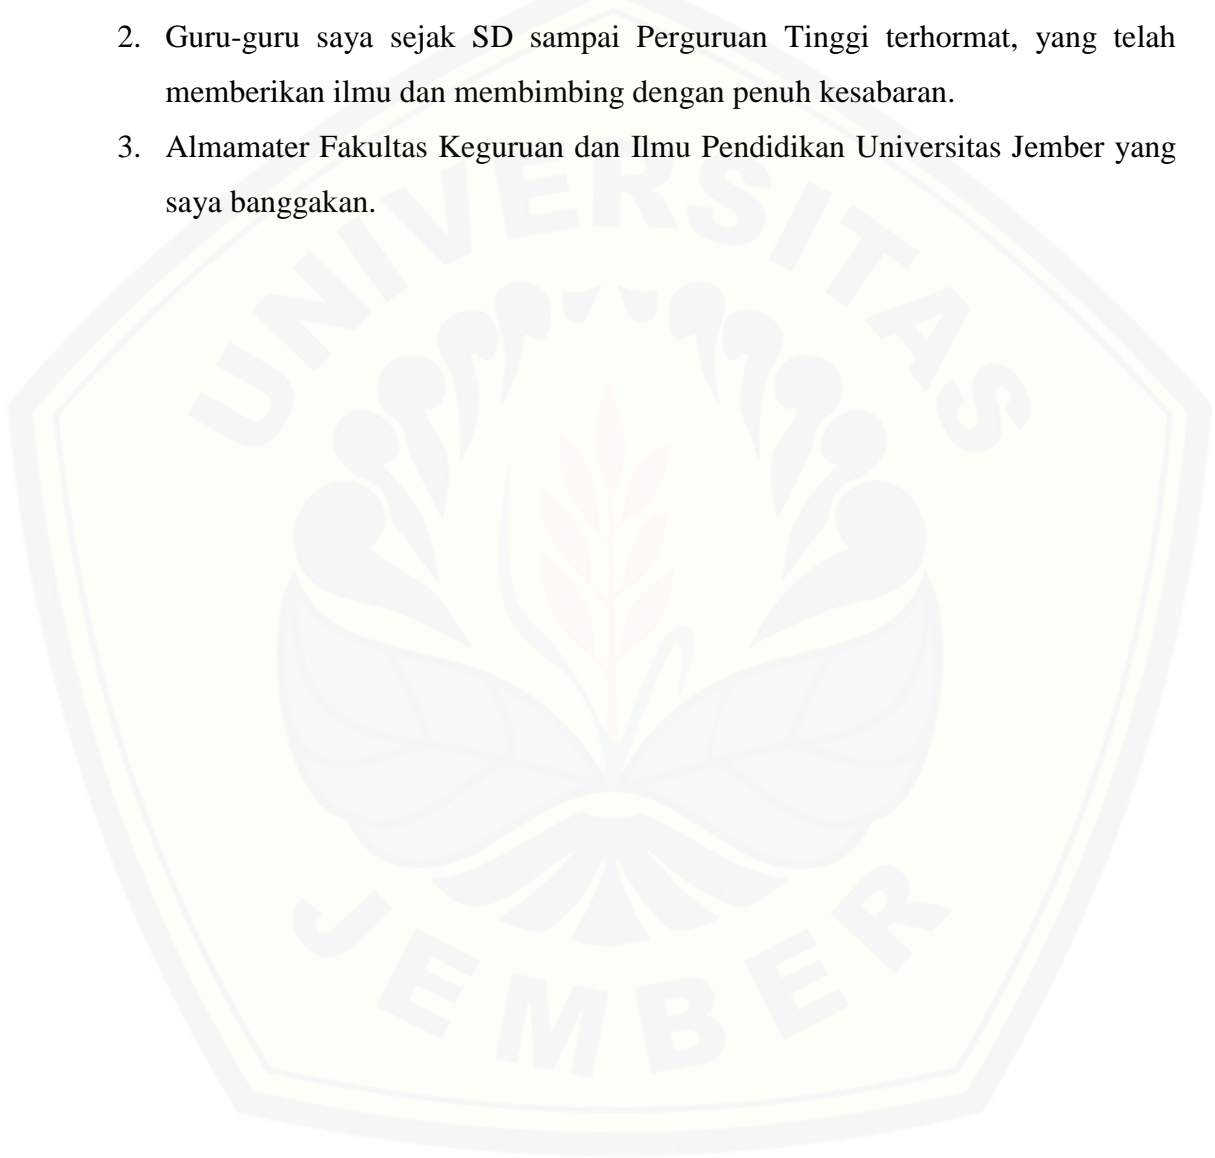 2. Guru-guru saya sejak SD sampai Perguruan Tinggi terhormat, yang telah
memberikan ilmu dan membimbing dengan penuh kesabaran.
3. Almamater Fakultas Keguruan dan Ilmu Pendidikan Universitas Jember yang
saya banggakan.
UNIVERSITAS
JEMBER